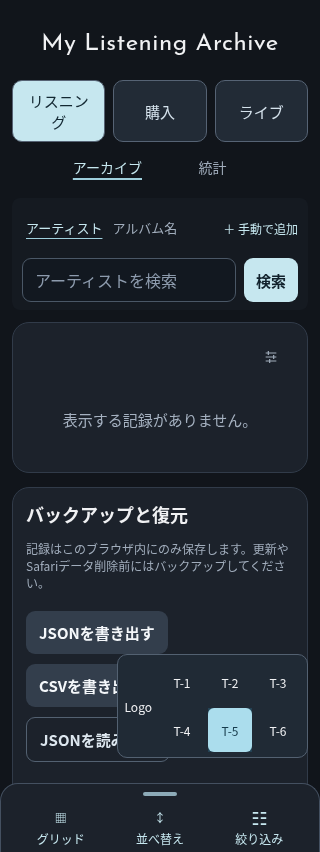 My Listening Archive
リスニン
グ
購入
ライブ
アーカイブ
統計
アーティスト
アルバム名
＋ 手動で追加
アーティストを検索
検索
表示する記録がありません。
バックアップと復元
記録はこのブラウザ内にのみ保存します。更新や
Safariデータ削除前にはバックアップしてくださ
い。
JSONを書き出す
CSVを書き
JSONを読
Logo
T-1
T-2
T-3
T-4
T-5
T-6
グリッド
並べ替え
絞り込み